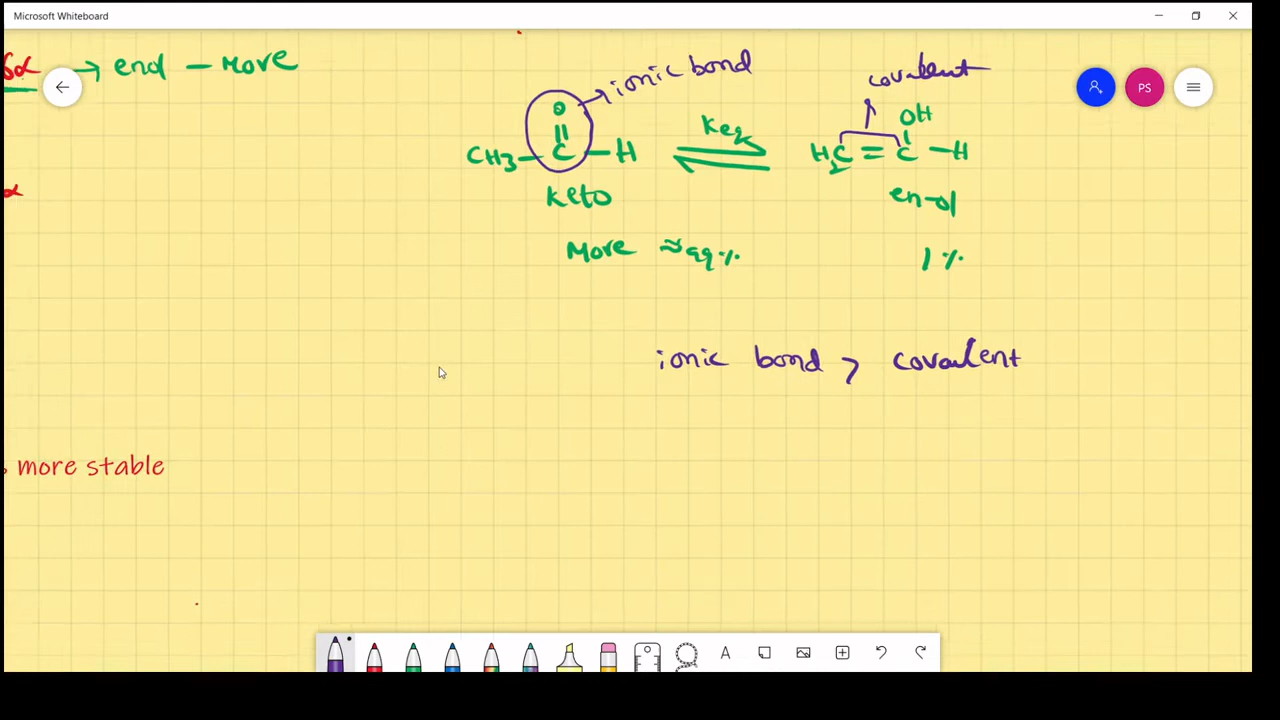 Microsoft Whiteboard
→ enol - More
ionic bond
covalent
PS
O
OH
CH3 - C - H
Keq
H2C = C - H
Keto
en-ol
More ≈ 99%
1%
ionic bond > covalent
more stable